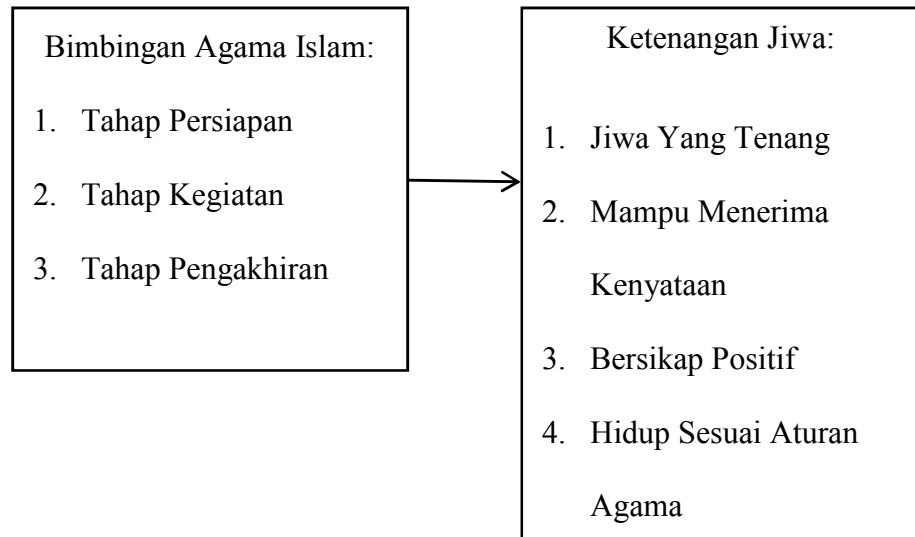 Bimbingan Agama Islam:
1. Tahap Persiapan
2. Tahap Kegiatan
3. Tahap Pengakhiran
Ketenangan Jiwa:
1. Jiwa Yang Tenang
2. Mampu Menerima
Kenyataan
3. Bersikap Positif
4. Hidup Sesuai Aturan
Agama